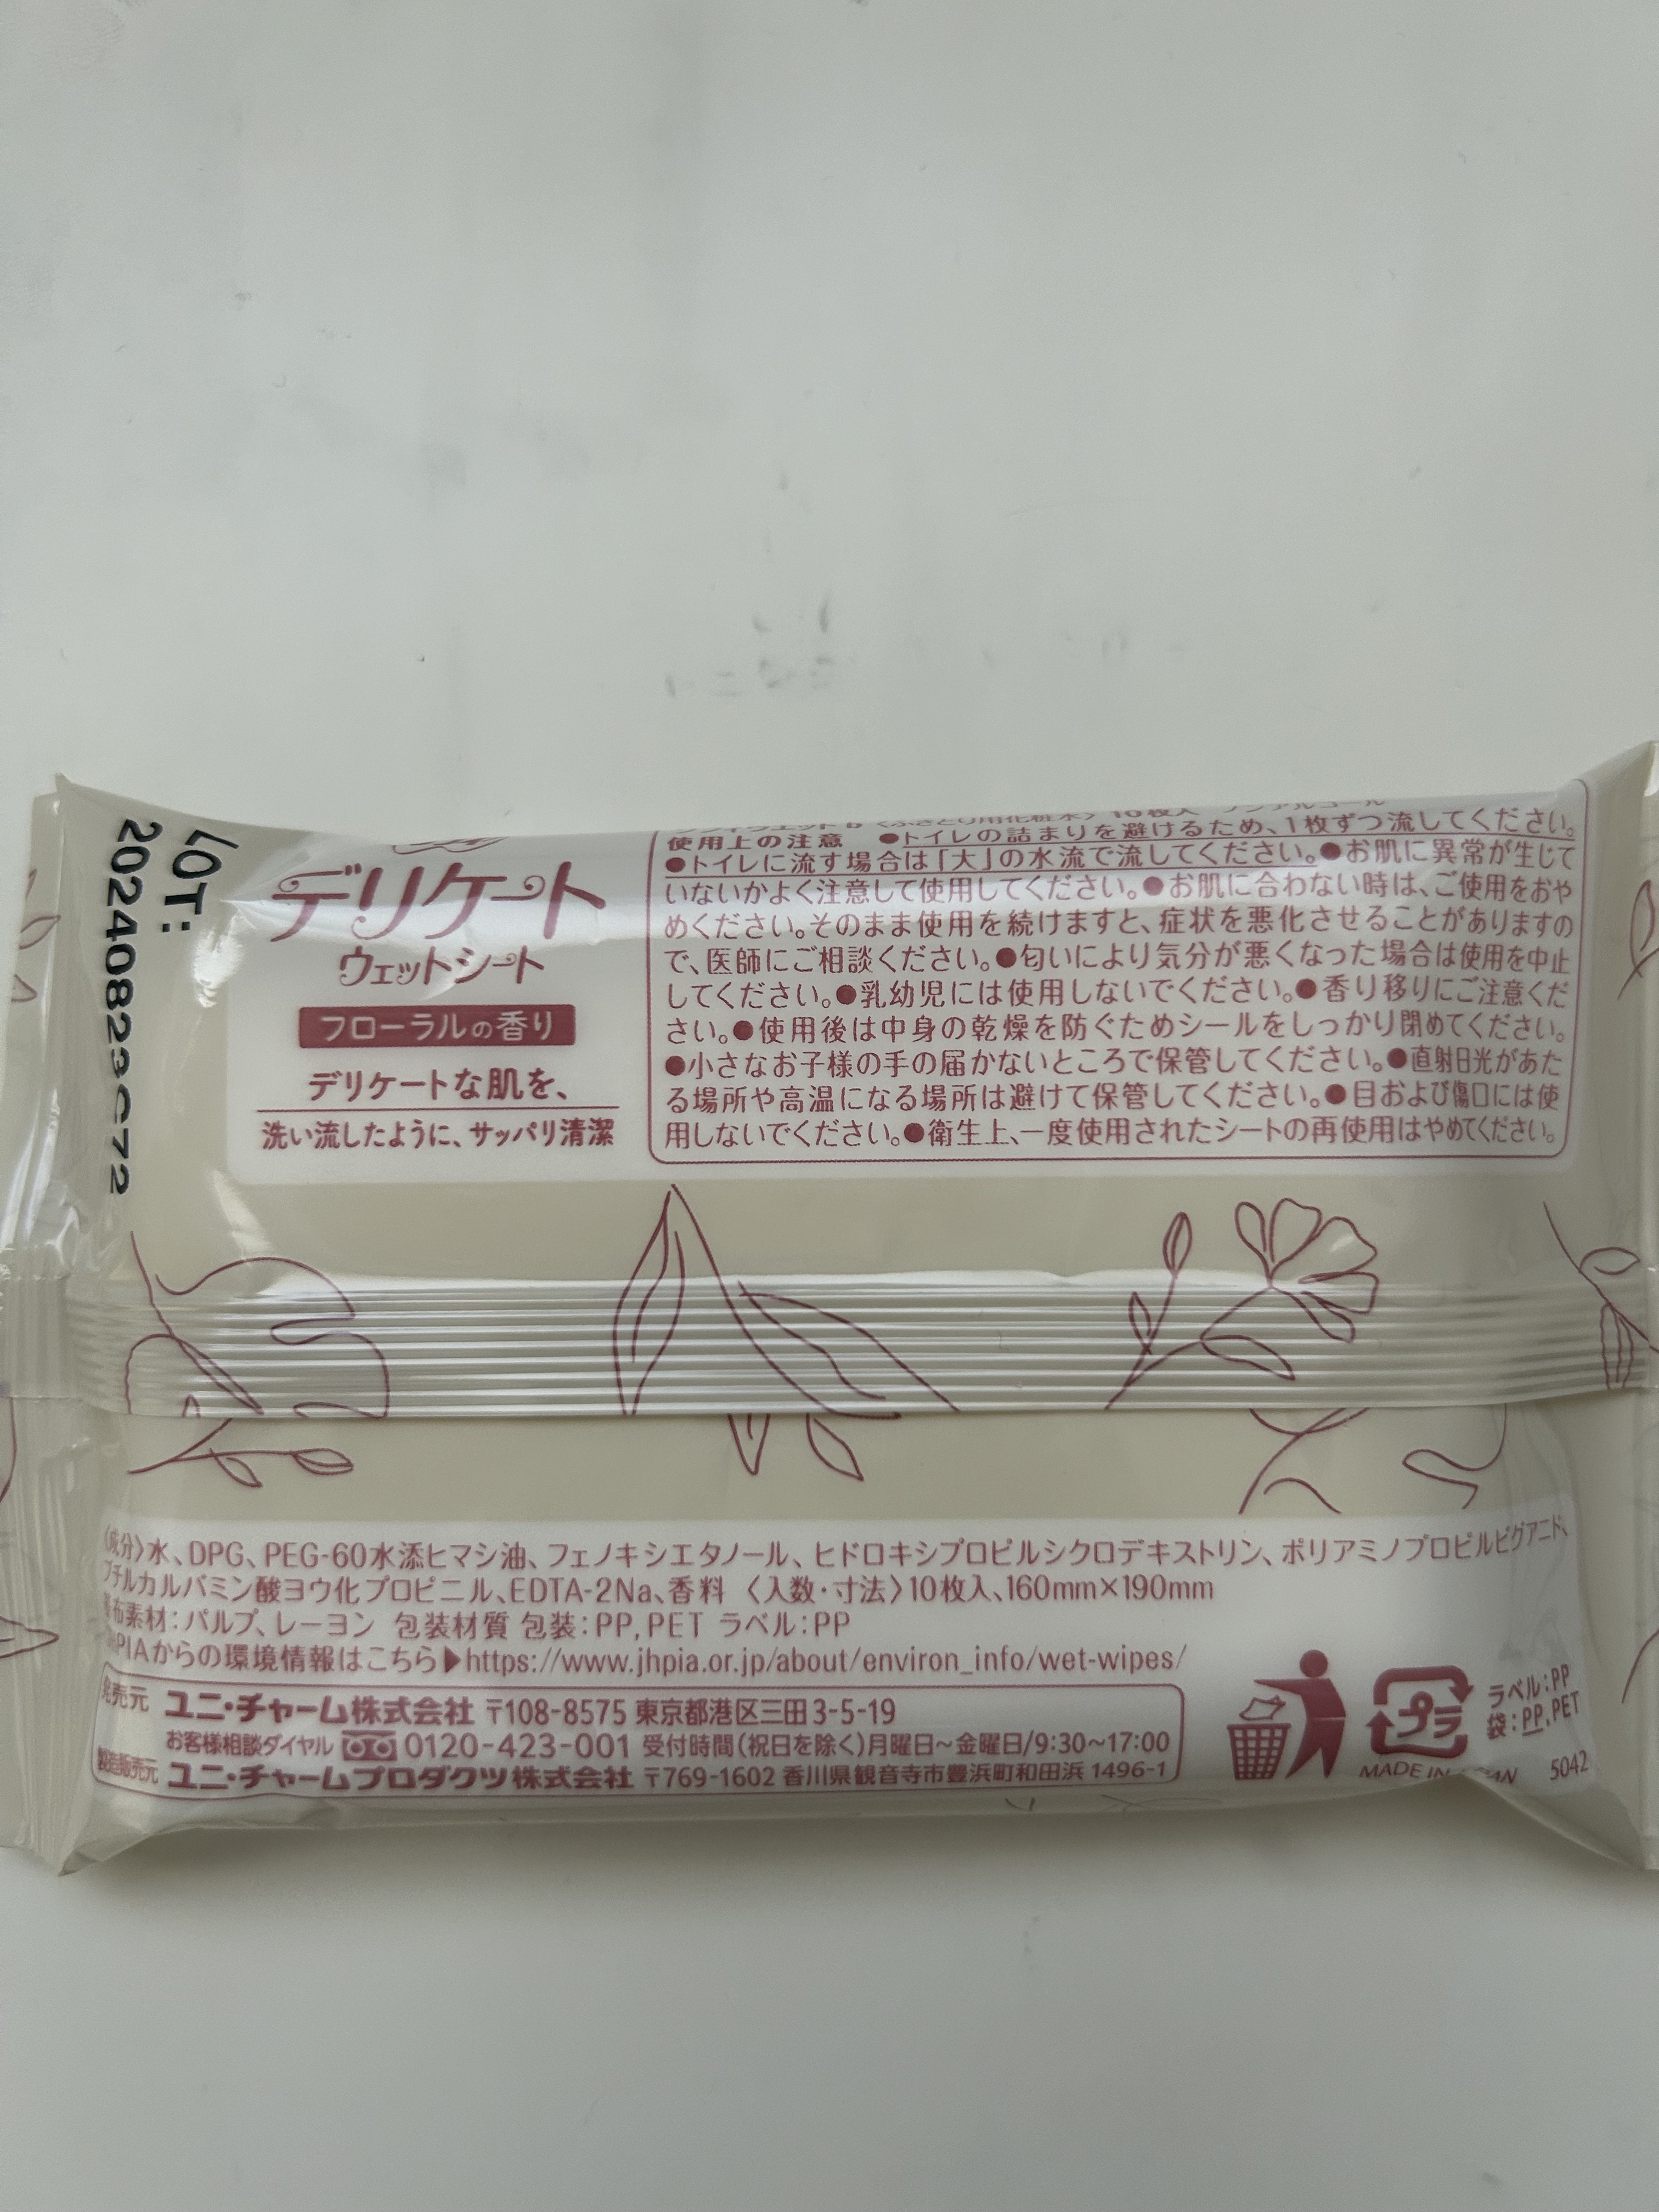 LOT:
20240823C72
デリケート
ウェットシート
フローラルの香り
デリケートな肌を、
洗い流したように、サッパリ清潔
10枚入 ノンアルコール
使用上の注意 ●トイレの詰まりを避けるため、1枚ずつ流してください。
●トイレに流す場合は「大」の水流で流してください。●お肌に異常が生じて
いないかよく注意して使用してください。●お肌に合わない時は、ご使用をおや
めください。そのまま使用を続けますと、症状を悪化させることがありますの
で、医師にご相談ください。●匂いにより気分が悪くなった場合は使用を中止
してください。●乳幼児には使用しないでください。●香り移りにご注意くだ
さい。●使用後は中身の乾燥を防ぐためシールをしっかり閉めてください。
●小さなお子様の手の届かないところで保管してください。●直射日光があた
る場所や高温になる場所は避けて保管してください。●目および傷口には使
用しないでください。●衛生上、一度使用されたシートの再使用はやめてください。
〈成分〉水、DPG、PEG-60水添ヒマシ油、フェノキシエタノール、ヒドロキシプロピルシクロデキストリン、ポリアミノプロピルビグアニド、
ブチルカルバミン酸ヨウ化プロピニル、EDTA-2Na、香料 〈入数・寸法〉10枚入、160mm×190mm
布素材：パルプ、レーヨン 包装材質 包装：PP,PET ラベル：PP
JHPIAからの環境情報はこちら▶https://www.jhpia.or.jp/about/environ_info/wet-wipes/
発売元 ユニ・チャーム株式会社 〒108-8575 東京都港区三田3-5-19
お客様相談ダイヤル 0120-423-001 受付時間(祝日を除く)月曜日～金曜日/9:30～17:00
製造販売元 ユニ・チャームプロダクツ株式会社 〒769-1602 香川県観音寺市豊浜町和田浜1496-1
プラ
ラベル：PP
袋：PP,PET
MADE IN JAPAN 5042